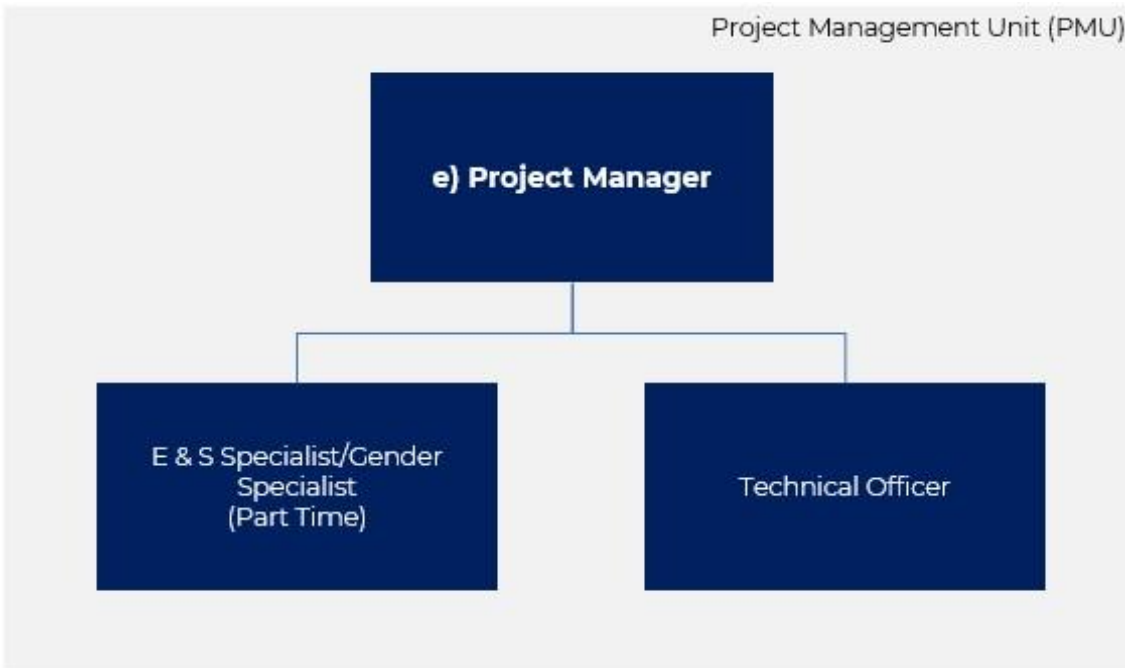 Project Management Unit (PMU)
e) Project Manager
E & S Specialist/Gender
Specialist
(Part Time)
Technical Officer